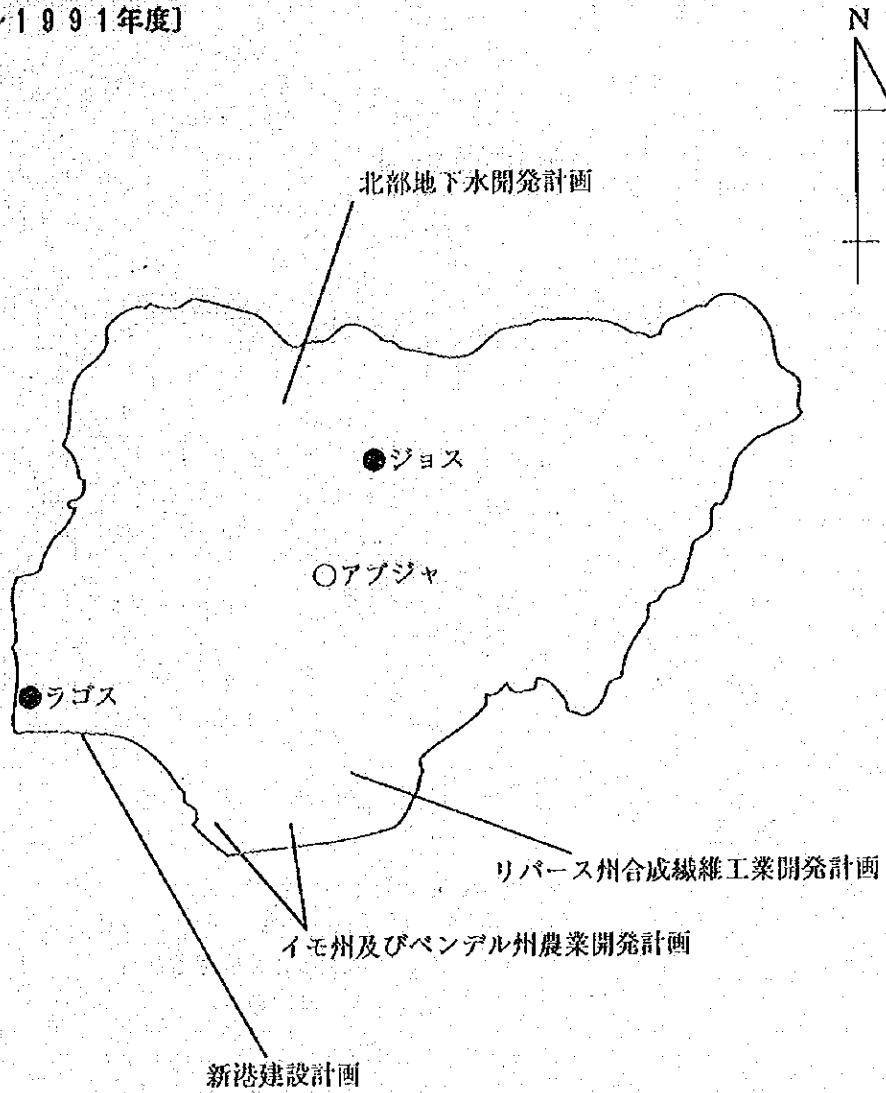 1991年度〕
N
北部地下水開発計画
●ジョス
○アブジャ
●ラゴス
リバース州合成繊維工業開発計画
イモ州及びベンデル州農業開発計画
新港建設計画